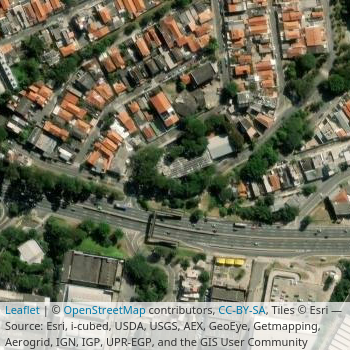 Leaflet | © OpenStreetMap contributors, CC-BY-SA, Tiles © Esri —
Source: Esri, i-cubed, USDA, USGS, AEX, GeoEye, Getmapping,
Aerogrid, IGN, IGP, UPR-EGP, and the GIS User Community